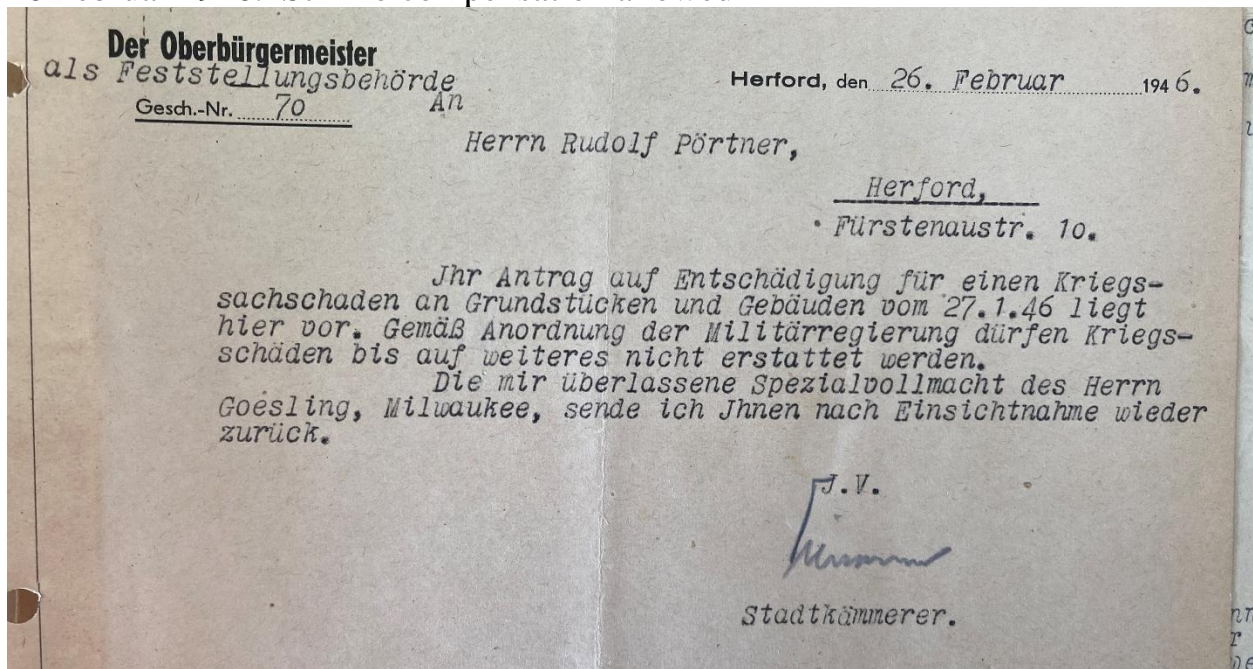 Der Oberbürgermeister
als Feststellungsbehörde
Gesch.-Nr. 70
Herford, den 26. Februar 1946.
An
Herrn Rudolf Pörtner,
Herford,
Fürstenaustr. 10.
Jhr Antrag auf Entschädigung für einen Kriegs-
sachschaden an Grundstücken und Gebäuden vom 27.1.46 liegt
hier vor. Gemäß Anordnung der Militärregierung dürfen Kriegs-
schäden bis auf weiteres nicht erstattet werden.
Die mir überlassene Spezialvollmacht des Herrn
Goesling, Milwaukee, sende ich Jhnen nach Einsichtnahme wieder
zurück.
J.V.
Stadtkämmerer.